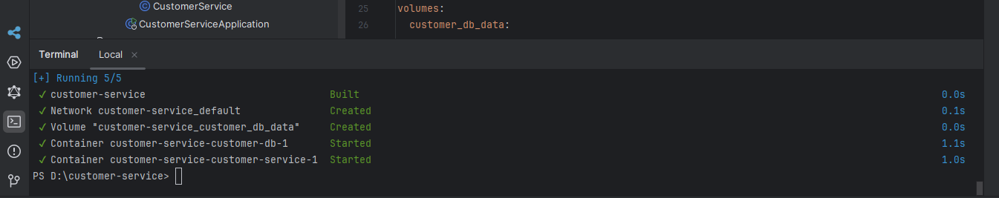 CustomerService
CustomerServiceApplication
25 volumes:
26 customer_db_data:
Terminal Local ×
[+] Running 5/5
✓ customer-service Built 0.0s
✓ Network customer-service_default Created 0.1s
✓ Volume "customer-service_customer_db_data" Created 0.0s
✓ Container customer-service-customer-db-1 Started 1.1s
✓ Container customer-service-customer-service-1 Started 1.0s
PS D:\customer-service>